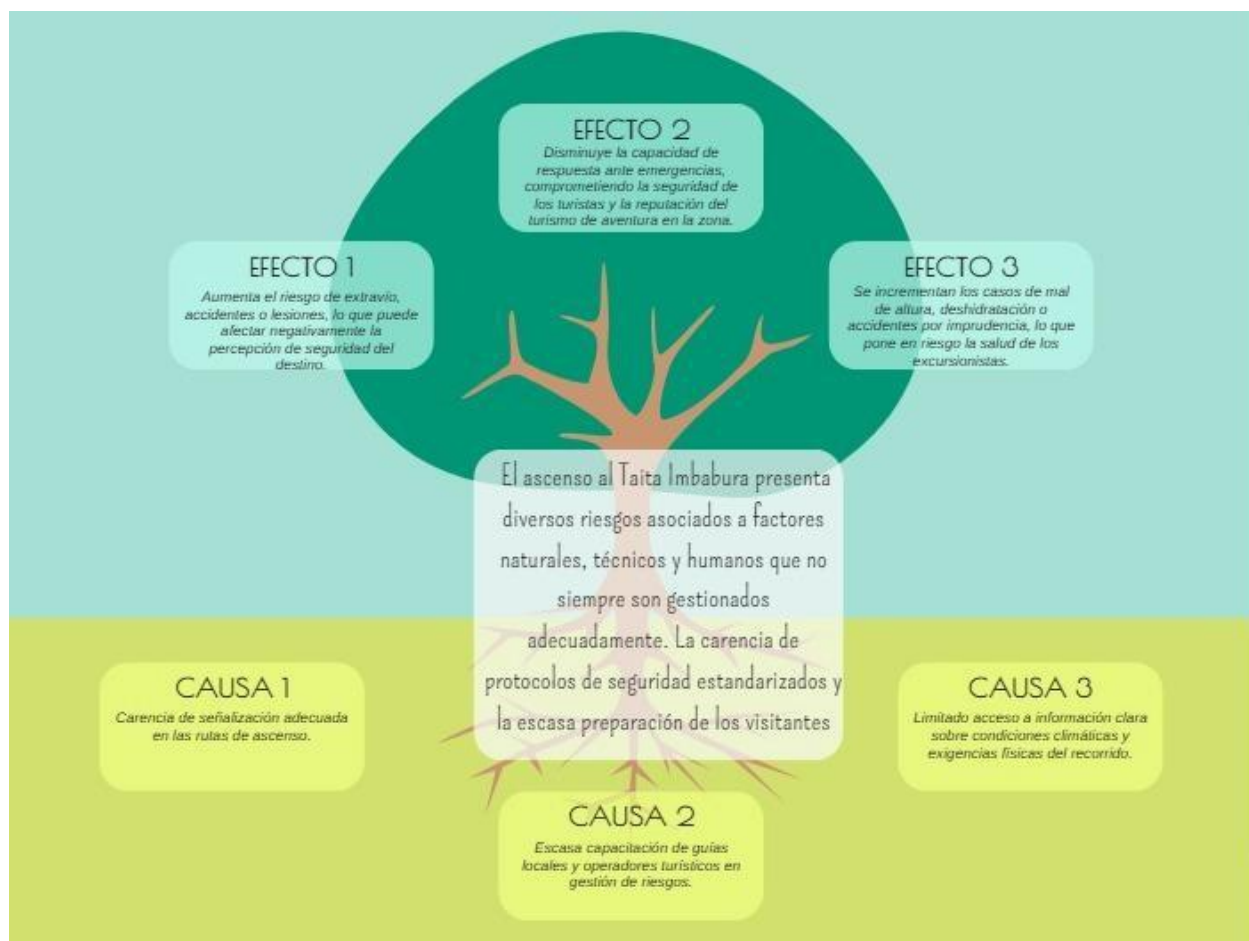 EFECTO 2
Disminuye la capacidad de
respuesta ante emergencias,
comprometiendo la seguridad de
los turistas y la reputación del
turismo de aventura en la zona.
EFECTO 1
Aumenta el riesgo de extravío,
accidentes o lesiones, lo que puede
afectar negativamente la
percepción de seguridad del
destino.
EFECTO 3
Se incrementan los casos de mal
de altura, deshidratación o
accidentes por imprudencia, lo que
pone en riesgo la salud de los
excursionistas.
El ascenso al Taita Imbabura presenta
diversos riesgos asociados a factores
naturales, técnicos y humanos que no
siempre son gestionados
adecuadamente. La carencia de
protocolos de seguridad estandarizados y
la escasa preparación de los visitantes
CAUSA 1
Carencia de señalización adecuada
en las rutas de ascenso.
CAUSA 3
Limitado acceso a información clara
sobre condiciones climáticas y
exigencias físicas del recorrido.
CAUSA 2
Escasa capacitación de guías
locales y operadores turísticos en
gestión de riesgos.